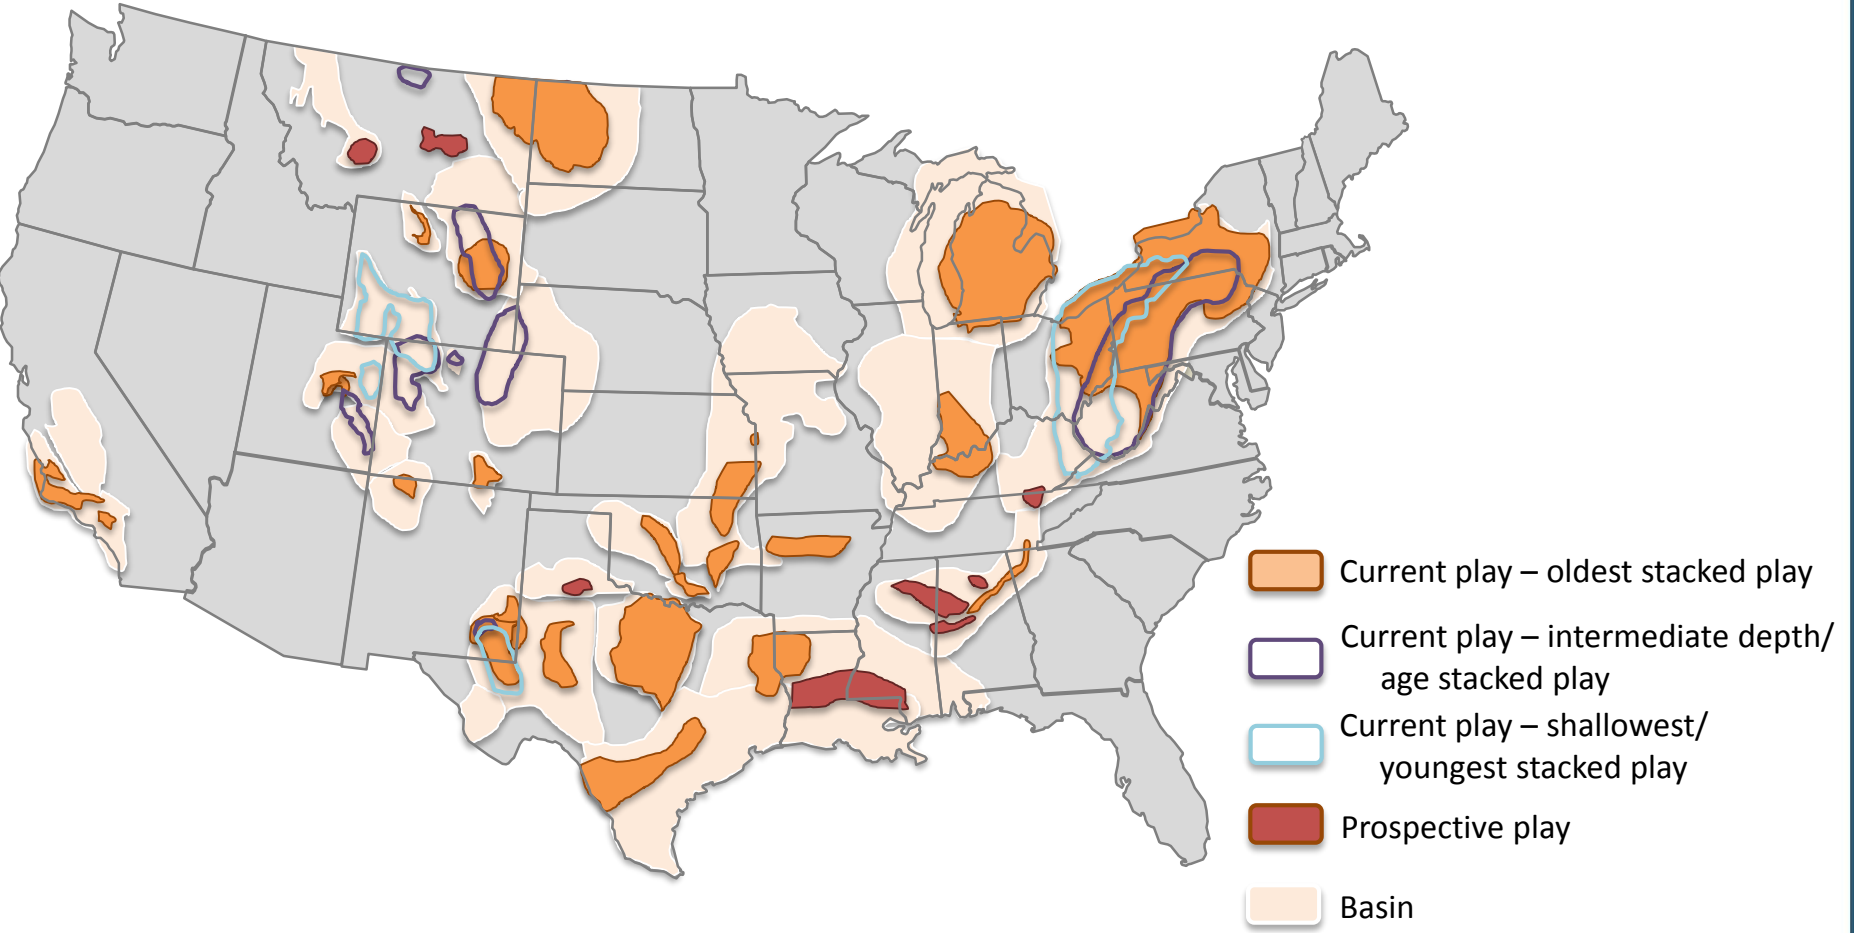 Current play – oldest stacked play
Current play – intermediate depth/
age stacked play
Current play – shallowest/
youngest stacked play
Prospective play
Basin